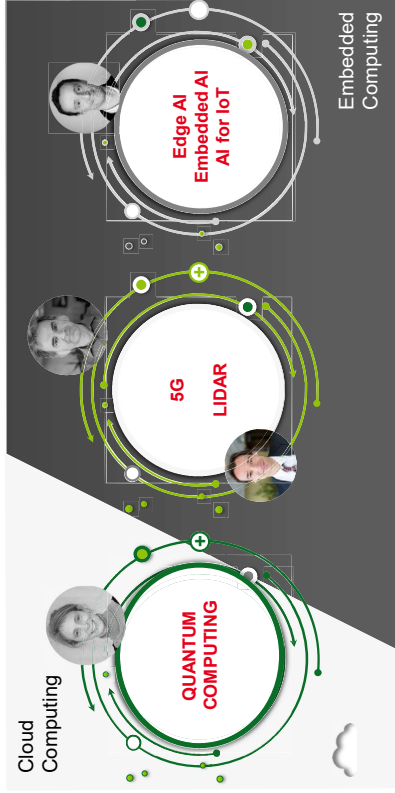 Cloud
Computing
QUANTUM
COMPUTING
5G
LIDAR
Edge AI
Embedded AI
AI for IoT
Embedded
Computing